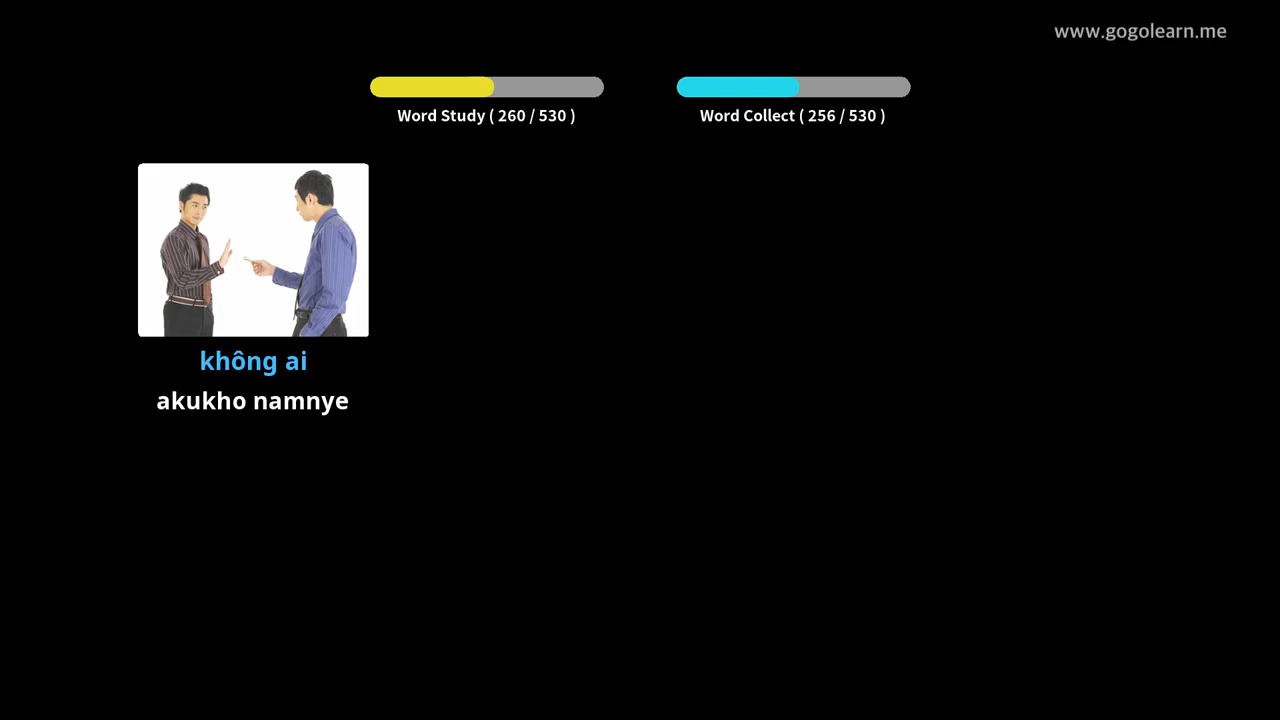 www.gogolearn.me
Word Study ( 260 / 530 )
Word Collect ( 256 / 530 )
không ai
akukho namnye